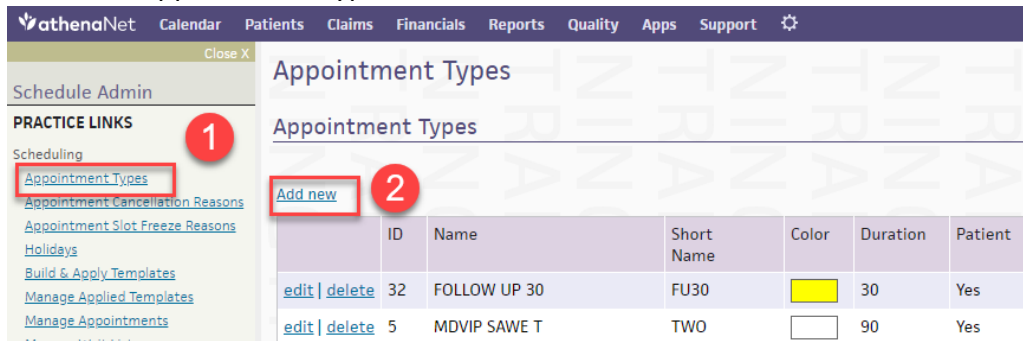 athenaNet Calendar Patients Claims Financials Reports Quality Apps Support
Close X
Schedule Admin
PRACTICE LINKS
Scheduling
Appointment Types
Appointment Cancellation Reasons
Appointment Slot Freeze Reasons
Holidays
Build & Apply Templates
Manage Applied Templates
Manage Appointments
1
Appointment Types
Appointment Types
Add new
2
ID Name Short Name Color Duration Patient
edit | delete 32 FOLLOW UP 30 FU30 30 Yes
edit | delete 5 MDVIP SAWE T TWO 90 Yes